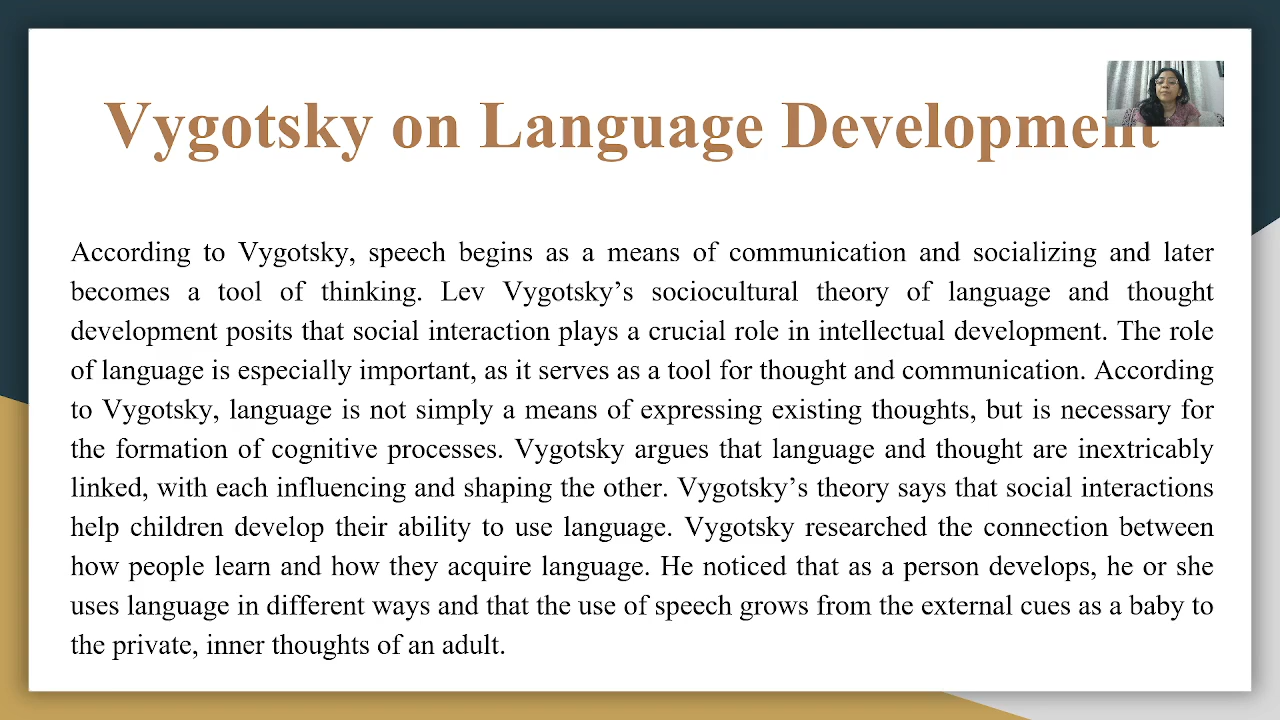 Vygotsky on Language Development
According to Vygotsky, speech begins as a means of communication and socializing and later
becomes a tool of thinking. Lev Vygotsky’s sociocultural theory of language and thought
development posits that social interaction plays a crucial role in intellectual development. The role
of language is especially important, as it serves as a tool for thought and communication. According
to Vygotsky, language is not simply a means of expressing existing thoughts, but is necessary for
the formation of cognitive processes. Vygotsky argues that language and thought are inextricably
linked, with each influencing and shaping the other. Vygotsky’s theory says that social interactions
help children develop their ability to use language. Vygotsky researched the connection between
how people learn and how they acquire language. He noticed that as a person develops, he or she
uses language in different ways and that the use of speech grows from the external cues as a baby to
the private, inner thoughts of an adult.